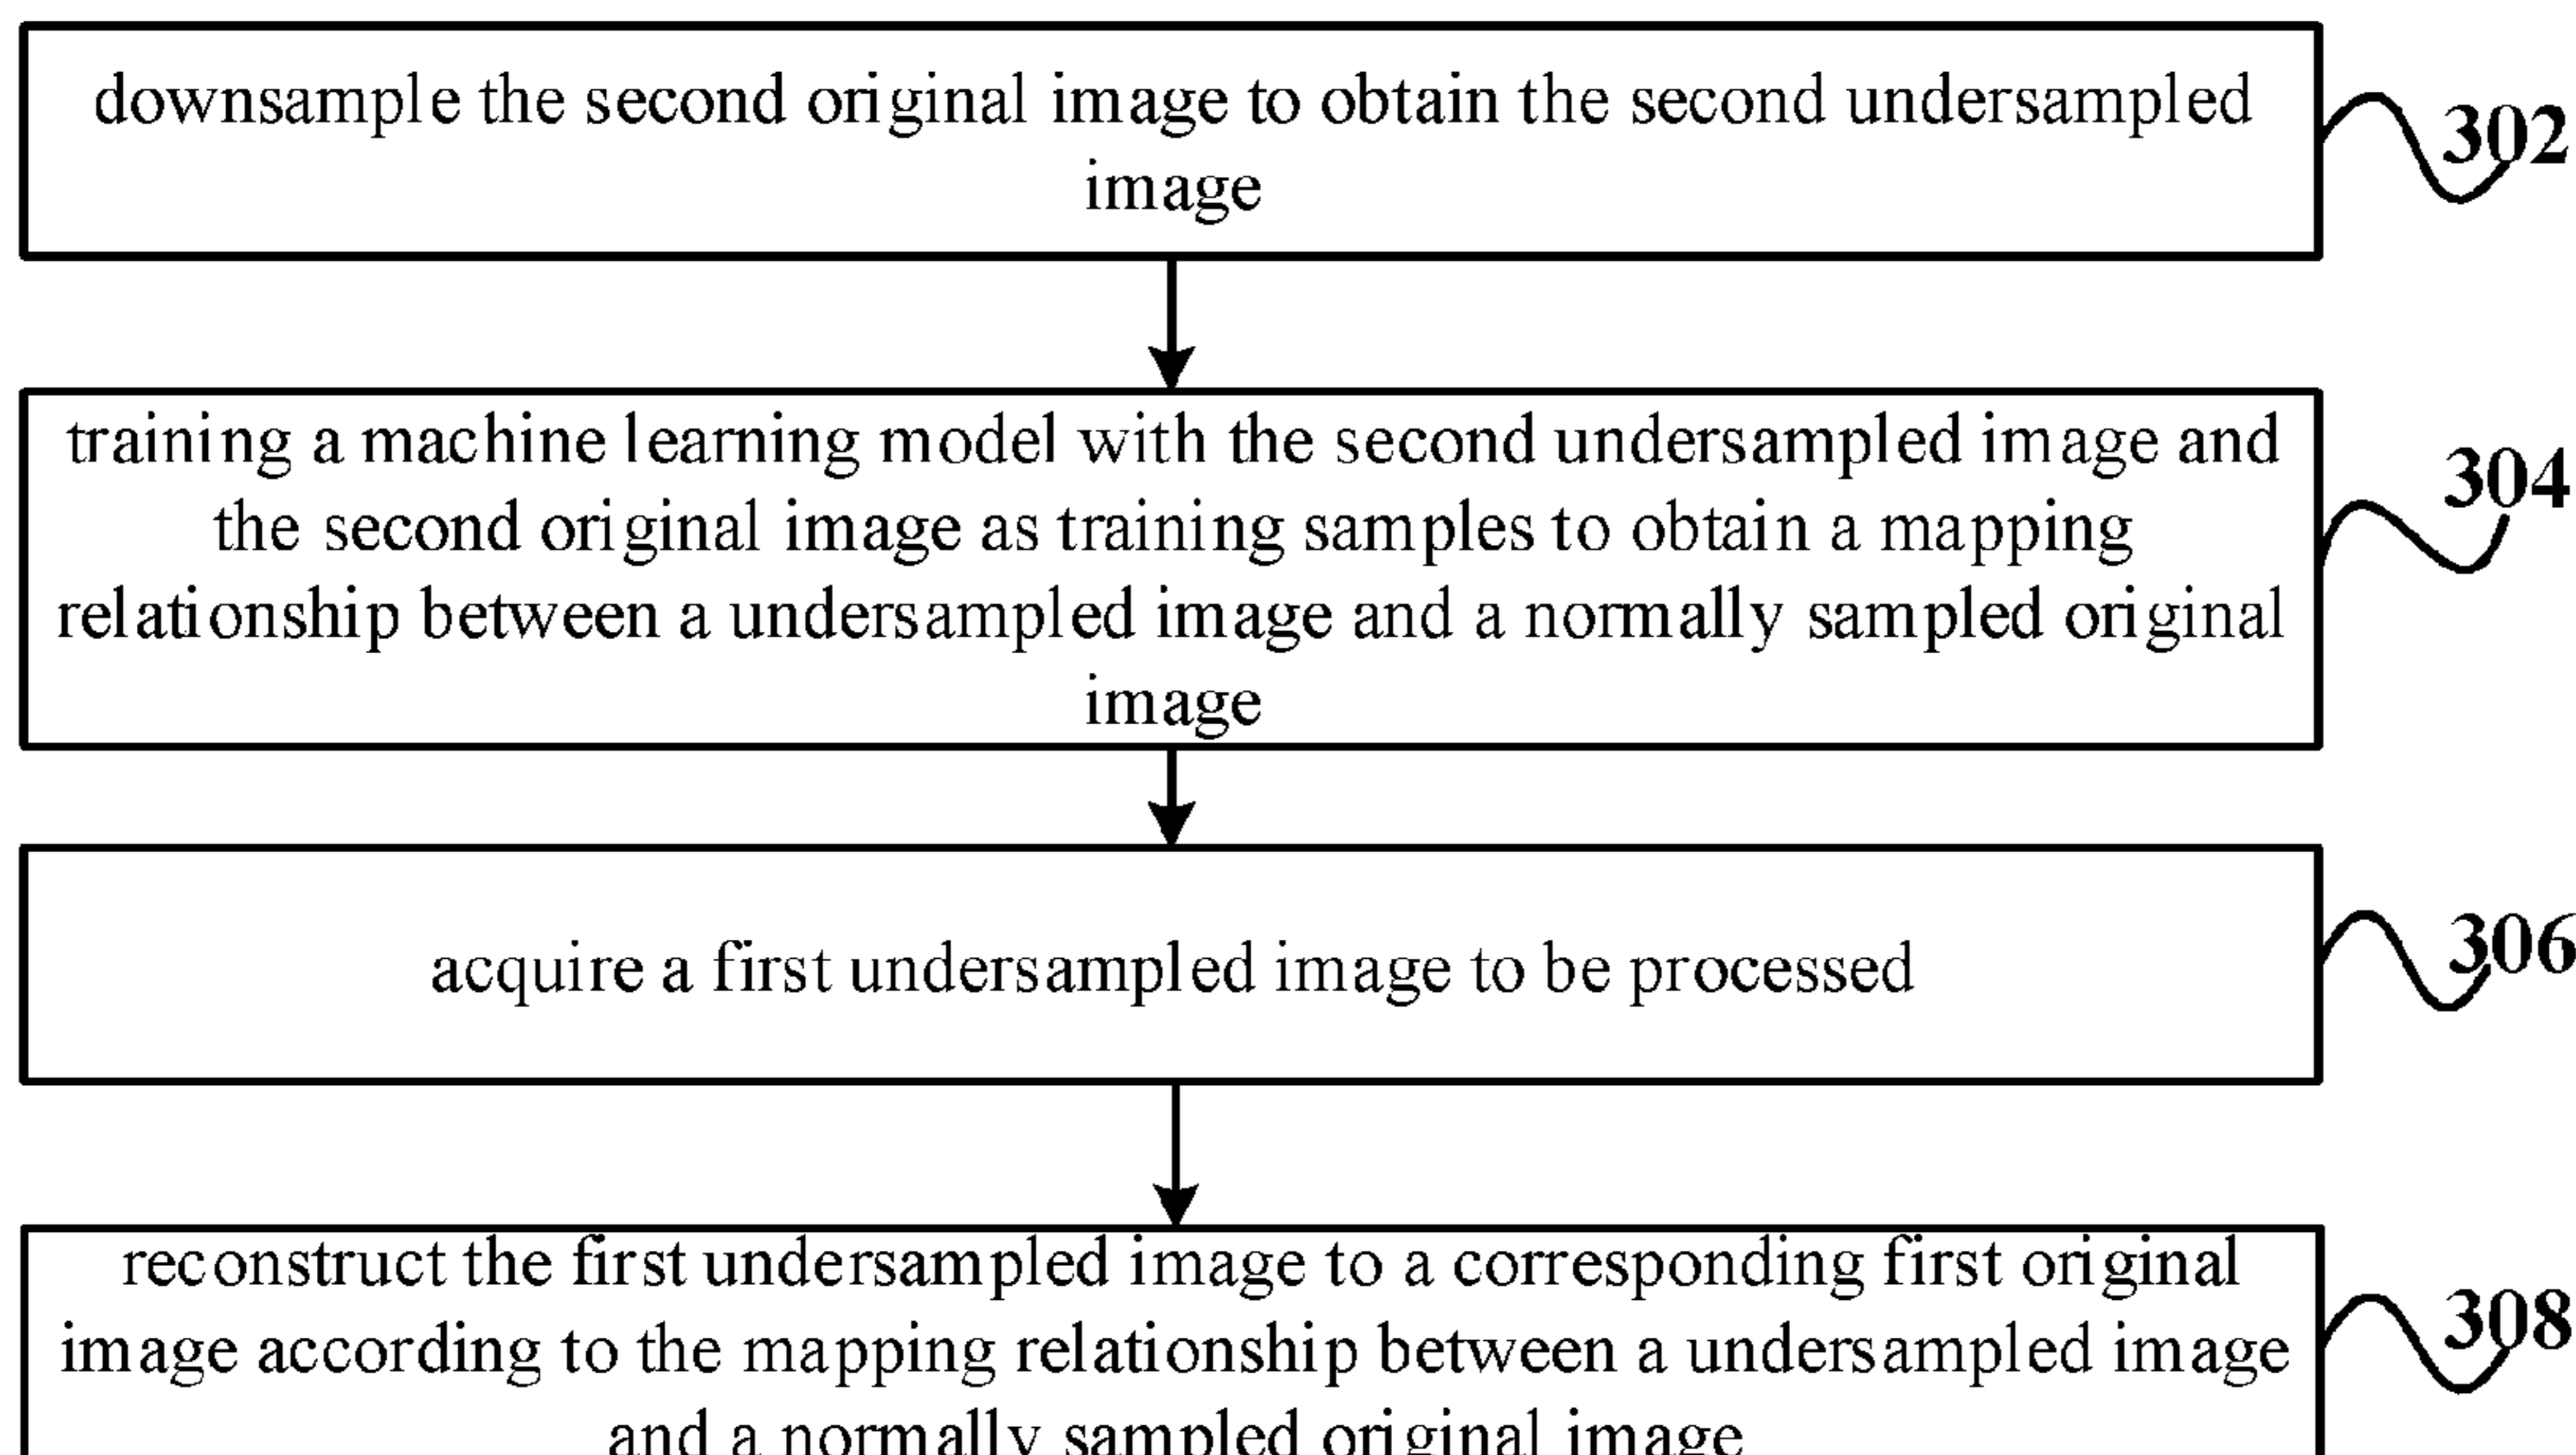 downsample the second original image to obtain the second undersampled
image
302
training a machine learning model with the second undersampled image and
the second original image as training samples to obtain a mapping
relationship between a undersampled image and a normally sampled original
image
304
acquire a first undersampled image to be processed
306
reconstruct the first undersampled image to a corresponding first original
image according to the mapping relationship between a undersampled image
and a normally sampled original image
308